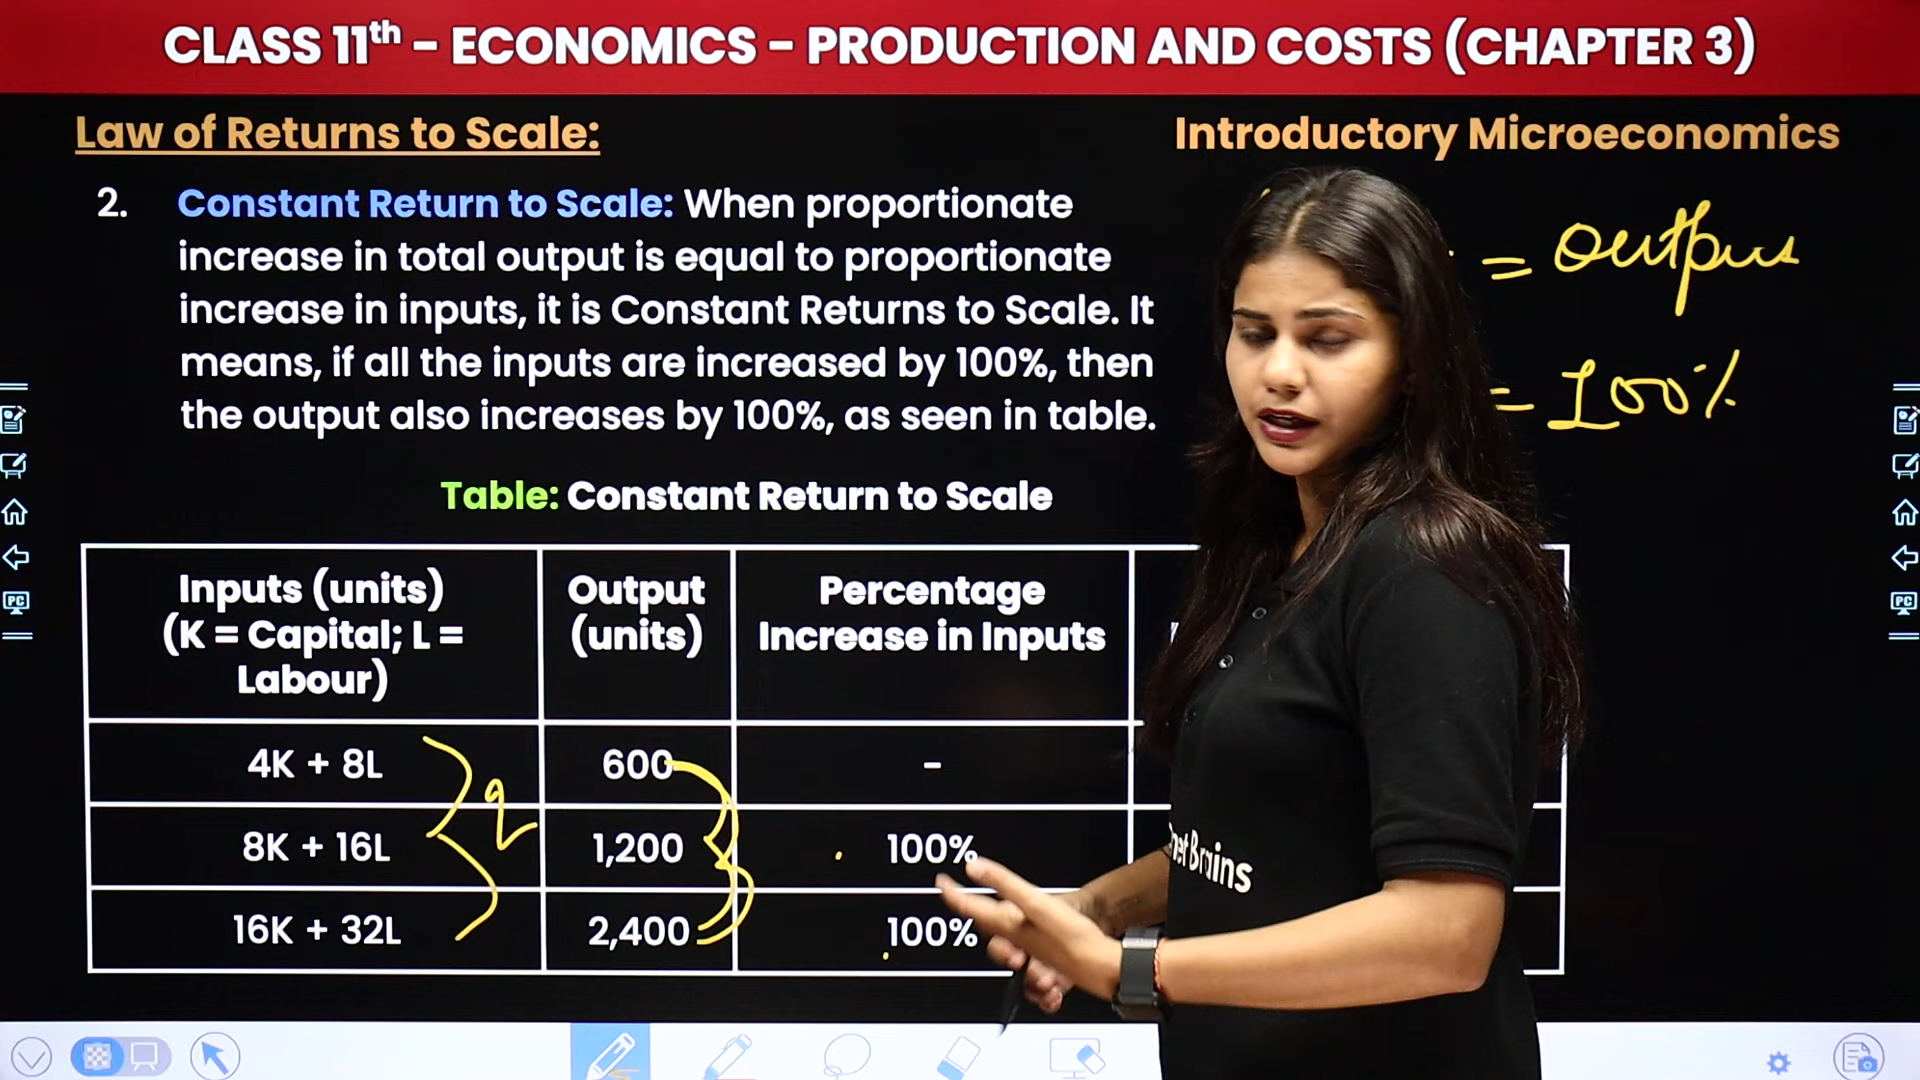 CLASS 11th - ECONOMICS - PRODUCTION AND COSTS (CHAPTER 3)
Law of Returns to Scale:
Introductory Microeconomics
2. Constant Return to Scale: When proportionate
increase in total output is equal to proportionate
increase in inputs, it is Constant Returns to Scale. It
means, if all the inputs are increased by 100%, then
the output also increases by 100%, as seen in table.
= output
= 100%
Table: Constant Return to Scale
Inputs (units)
(K = Capital; L =
Labour)
Output
(units)
Percentage
Increase in Inputs
4K + 8L
600
-
8K + 16L
1,200
100%
16K + 32L
2,400
100%
net Brains
PC
PC